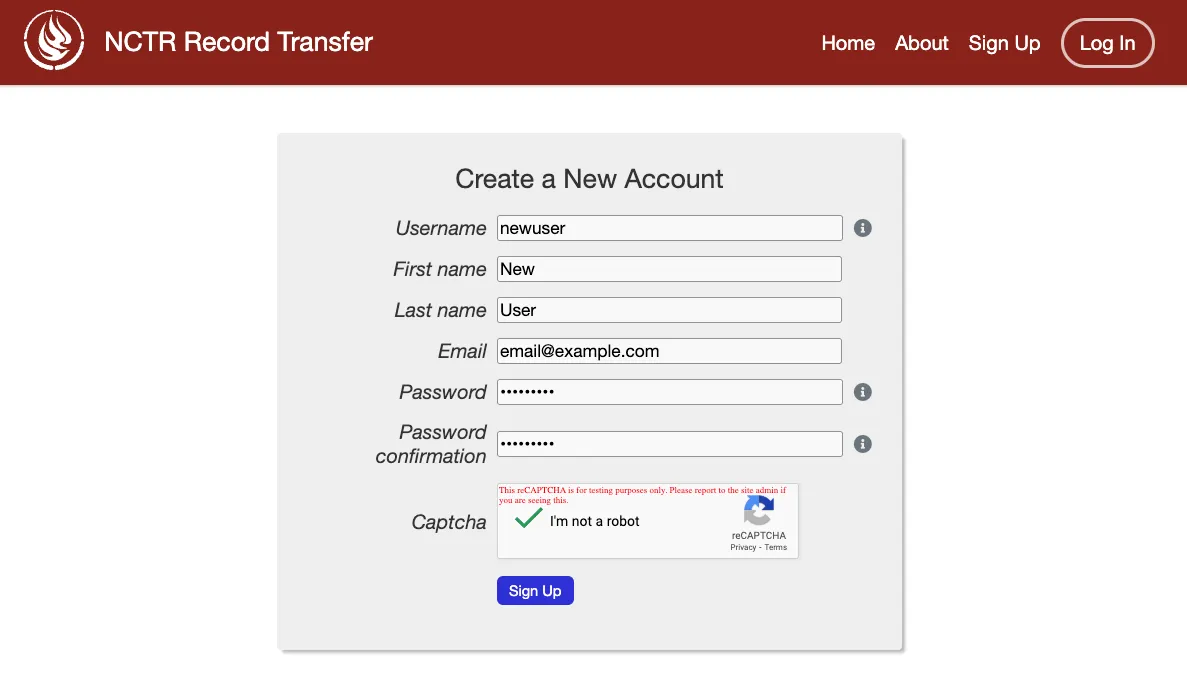 NCTR Record Transfer
Home About Sign Up Log In
Create a New Account
Username newuser
First name New
Last name User
Email email@example.com
Password •••••••••
Password
confirmation •••••••••
This reCAPTCHA is for testing purposes only. Please report to the site admin if
you are seeing this.
Captcha I'm not a robot
reCAPTCHA
Privacy - Terms
Sign Up